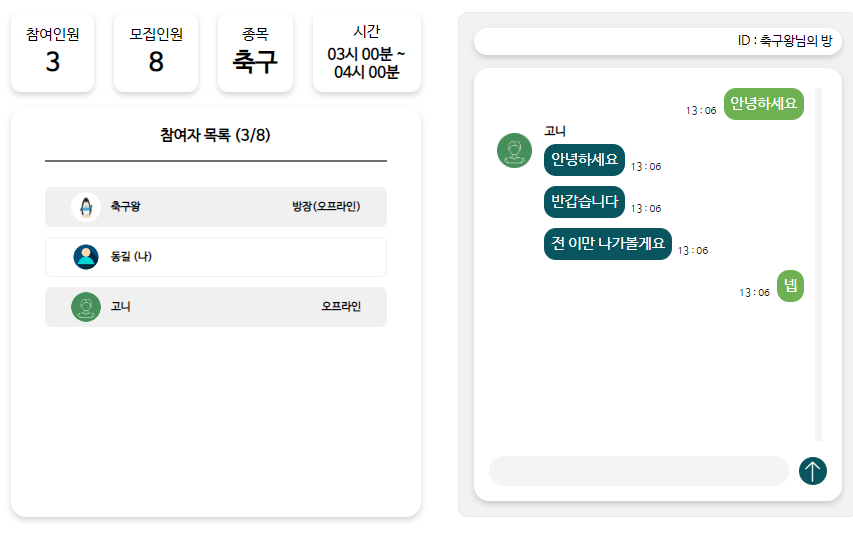 참여인원
3
모집인원
8
종목
축구
시간
03시 00분 ~
04시 00분
참여자 목록 (3/8)
축구왕 방장(오프라인)
동길 (나)
고니 오프라인
ID : 축구왕님의 방
13:06 안녕하세요
고니
안녕하세요 13:06
반갑습니다 13:06
전 이만 나가볼게요 13:06
13:06 넵